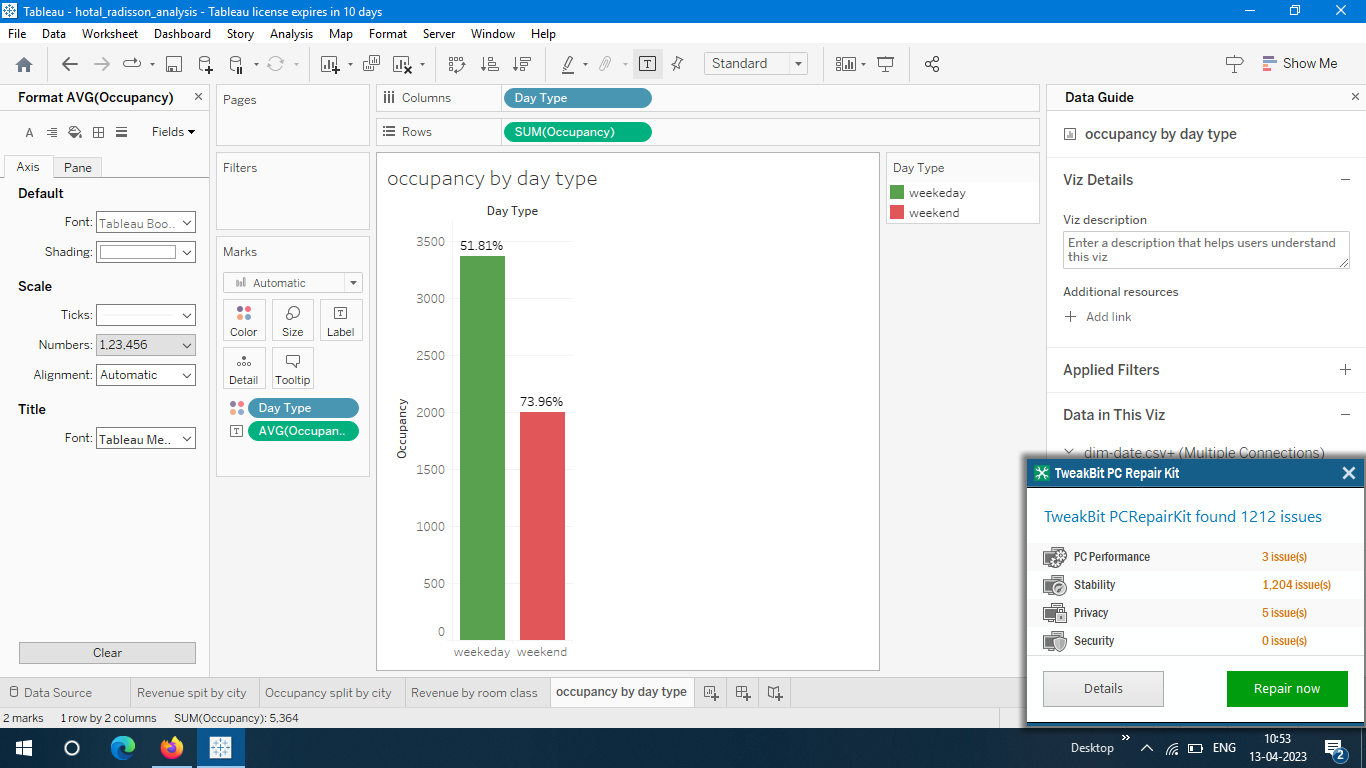 Tableau - hotal_radisson_analysis - Tableau license expires in 10 days
File Data Worksheet Dashboard Story Analysis Map Format Server Window Help
Standard
Show Me
Format AVG(Occupancy)
Fields
Axis Pane
Default
Font: Tableau Boo..
Shading:
Scale
Ticks:
Numbers: 1,23,456
Alignment: Automatic
Title
Font: Tableau Me..
Clear
Pages
Filters
Marks
Automatic
Color Size Label
Detail Tooltip
Day Type
AVG(Occupan..
Columns Day Type
Rows SUM(Occupancy)
occupancy by day type
Day Type
Occupancy
3500
3000
2500
2000
1500
1000
500
0
51.81%
73.96%
weekeday weekend
Day Type
weekeday
weekend
Data Guide
occupancy by day type
Viz Details
Viz description
Enter a description that helps users understand
this viz
Additional resources
Add link
Applied Filters
Data in This Viz
dim-date.csv+ (Multiple Connections)
TweakBit PC Repair Kit
TweakBit PCRepairKit found 1212 issues
PC Performance 3 issue(s)
Stability 1,204 issue(s)
Privacy 5 issue(s)
Security 0 issue(s)
Details Repair now
Data Source Revenue spit by city Occupancy split by city Revenue by room class occupancy by day type
2 marks 1 row by 2 columns SUM(Occupancy): 5,364
Desktop ENG 10:53
13-04-2023 2